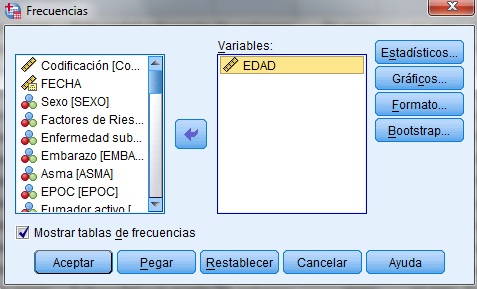 Frecuencias
Codificación [Co...
FECHA
Sexo [SEXO]
Factores de Ries...
Enfermedad sub...
Embarazo [EMBA...
Asma [ASMA]
EPOC [EPOC]
Fumador activo [
Variables:
EDAD
Estadísticos...
Gráficos...
Formato...
Bootstrap...
Mostrar tablas de frecuencias
Aceptar Pegar Restablecer Cancelar Ayuda